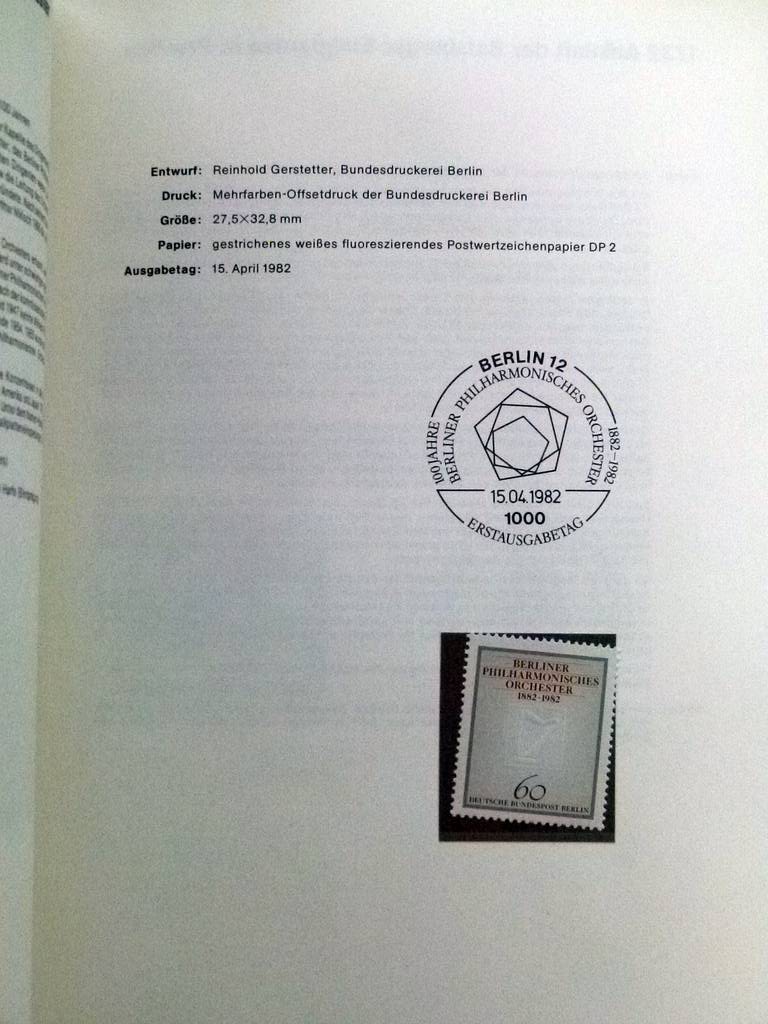 Entwurf: Reinhold Gerstetter, Bundesdruckerei Berlin
Druck: Mehrfarben-Offsetdruck der Bundesdruckerei Berlin
Größe: 27,5×32,8 mm
Papier: gestrichenes weißes fluoreszierendes Postwertzeichenpapier DP 2
Ausgabetag: 15. April 1982
BERLIN 12
100 JAHRE BERLINER PHILHARMONISCHES ORCHESTER 1882–1982
15.04.1982
1000
ERSTAUSGABETAG
BERLINER
PHILHARMONISCHES
ORCHESTER
1882-1982
60
DEUTSCHE BUNDESPOST BERLIN